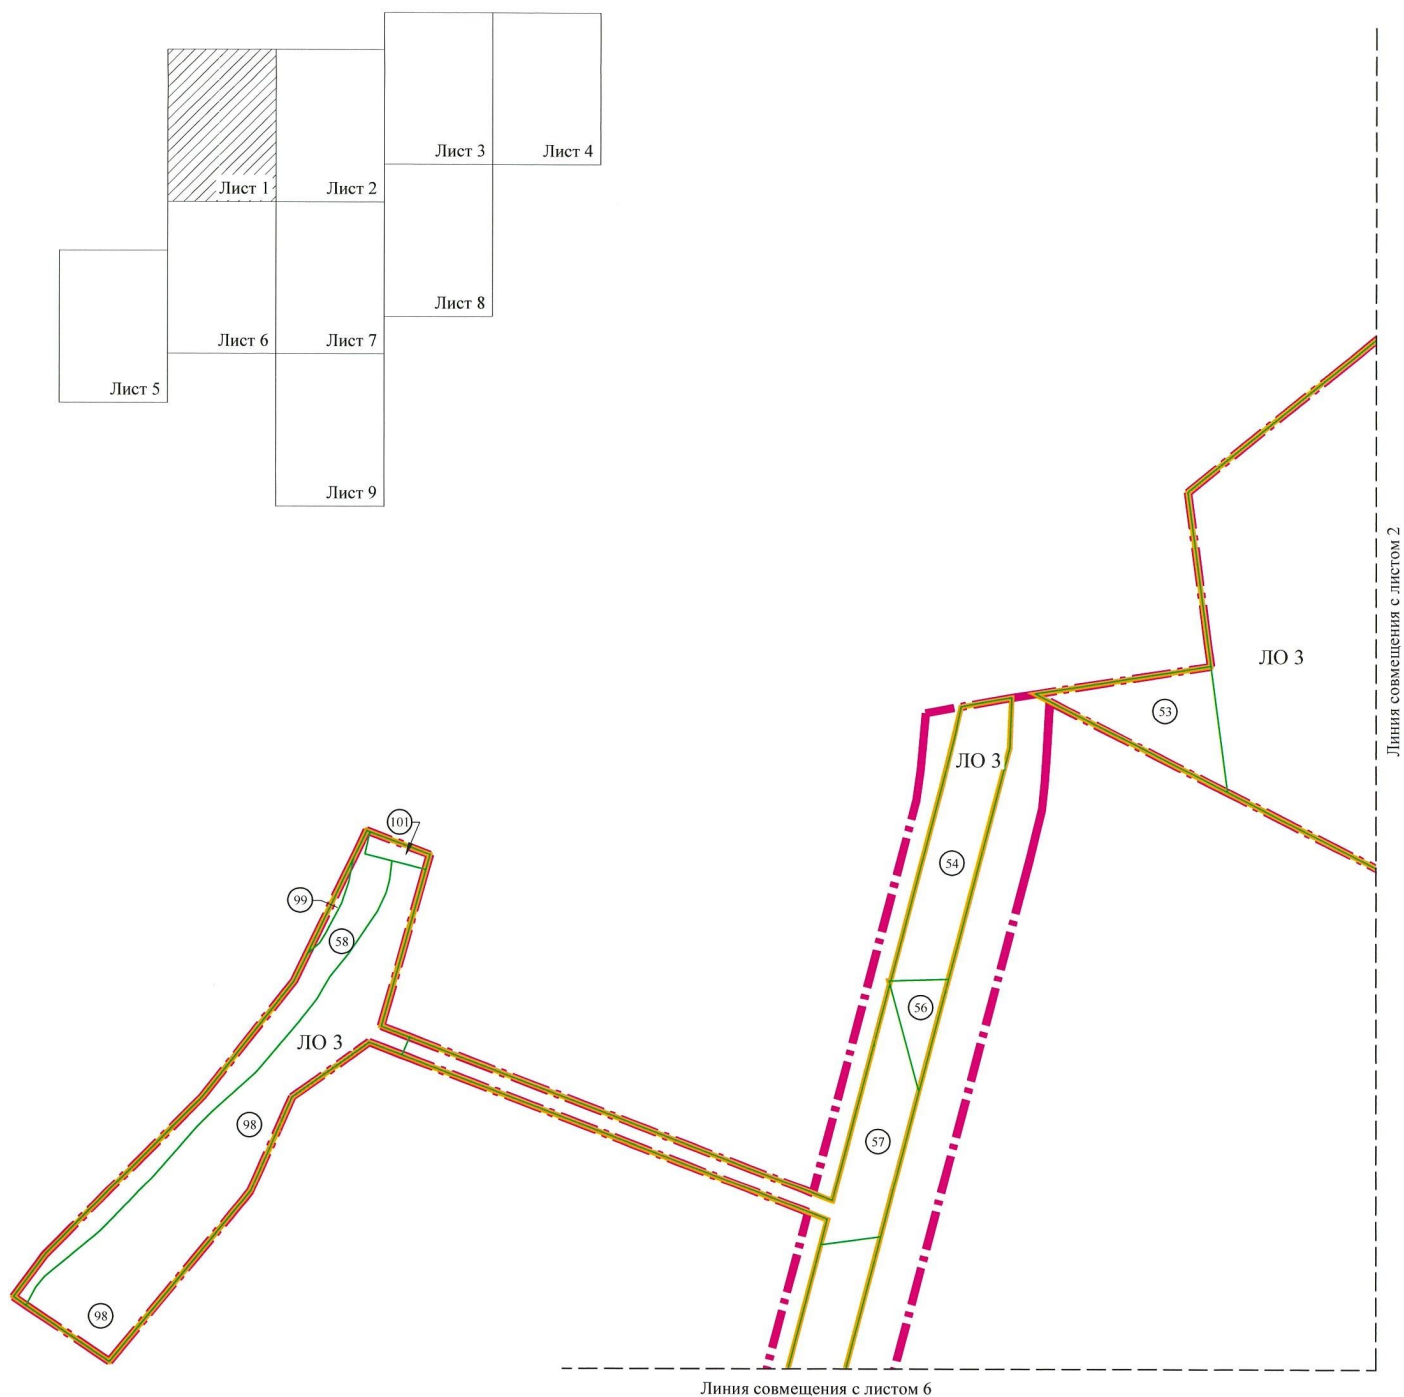 Лист 3
Лист 4
Лист 1
Лист 2
Лист 8
Лист 6
Лист 7
Лист 5
Лист 9
Линия совмещения с листом 2
ЛО 3
53
ЛО 3
101
54
99
58
56
ЛО 3
98
57
98
Линия совмещения с листом 6